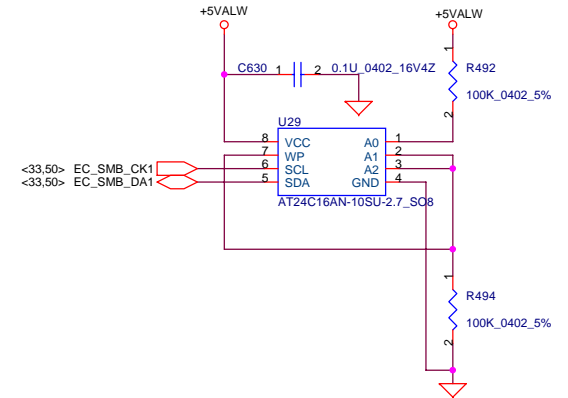 +5VALW
+5VALW
C630 1 2 0.1U_0402_16V4Z
1
R492
100K_0402_5%
2
U29
8 VCC A0 1
7 WP A1 2
<33,50> EC_SMB_CK1 6 SCL A2 3
<33,50> EC_SMB_DA1 5 SDA GND 4
AT24C16AN-10SU-2.7_SO8
1
R494
100K_0402_5%
2